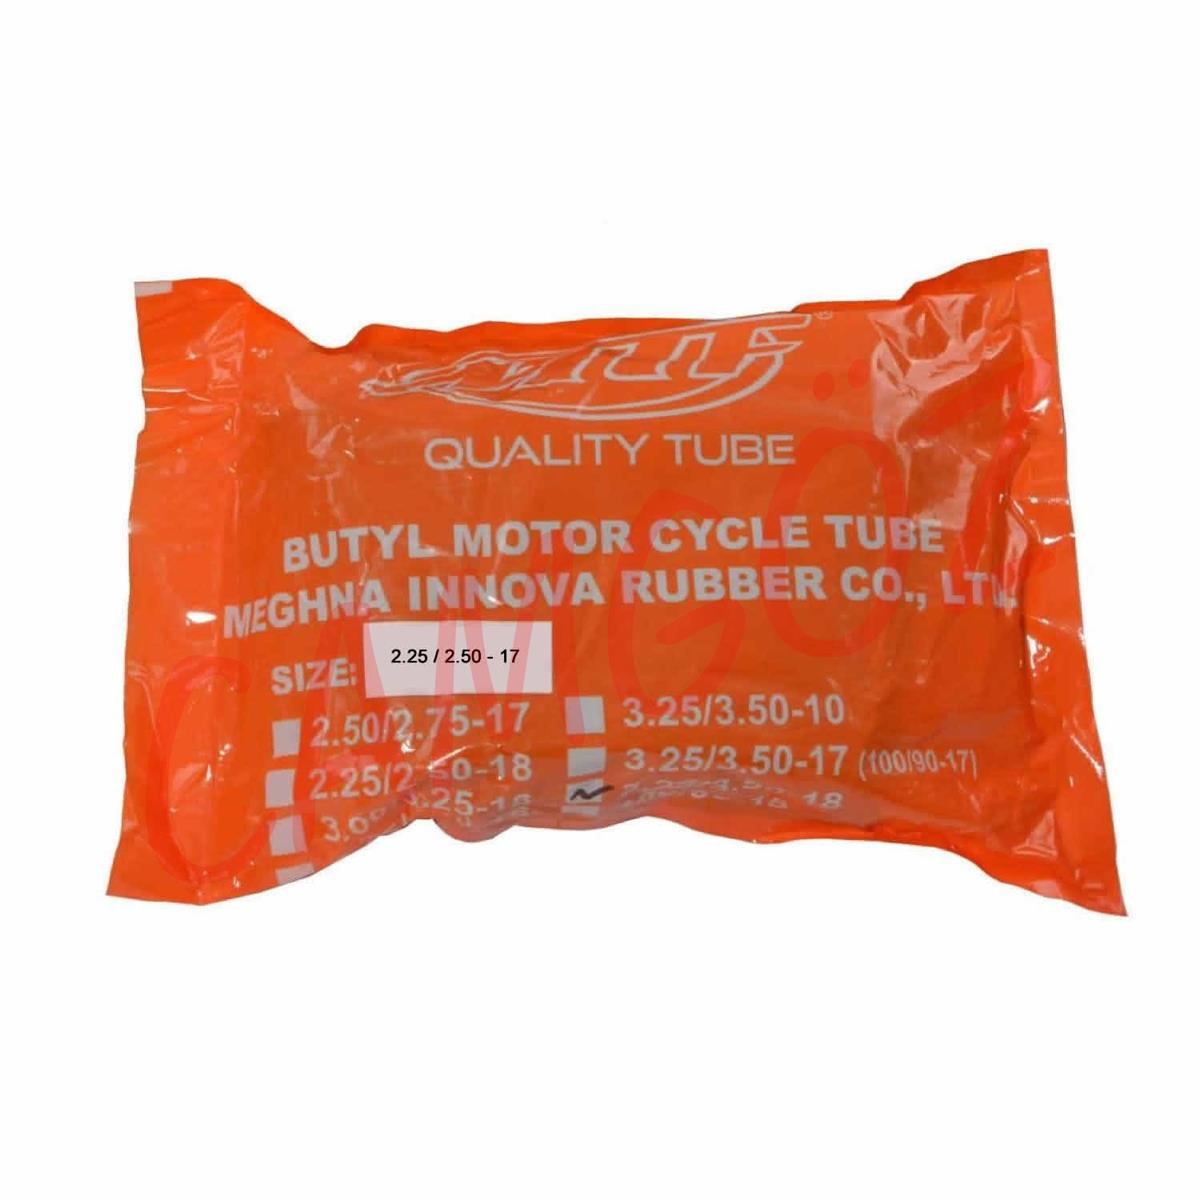 ®
QUALITY TUBE
BUTYL MOTOR CYCLE TUBE
MEGHNA INNOVA RUBBER CO., LTD.
SIZE: 2.25 / 2.50 - 17
2.50/2.75-17
3.25/3.50-10
2.25/2.50-18
3.25/3.50-17 (100/90-17)
CAMGÖZ